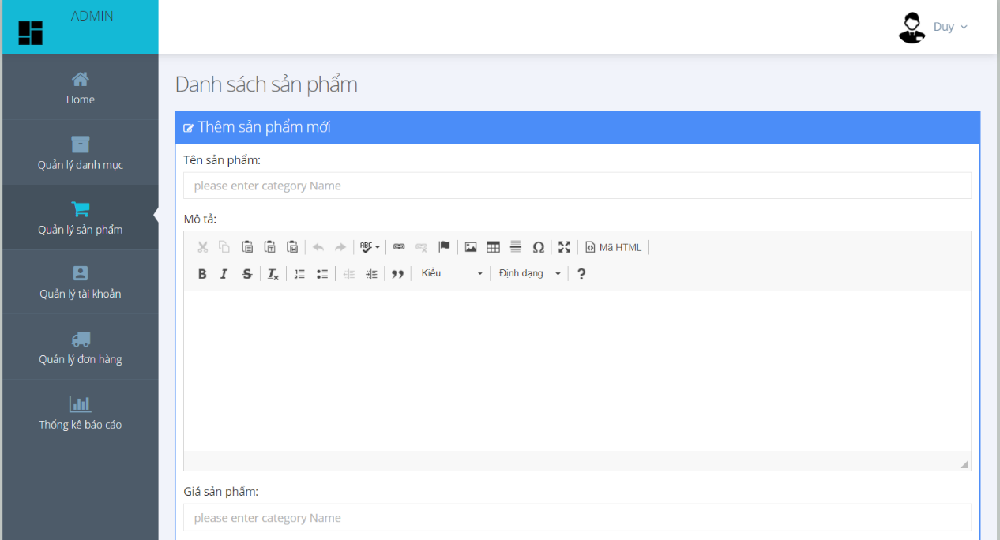 ADMIN
Duy
Home
Quản lý danh mục
Quản lý sản phẩm
Quản lý tài khoản
Quản lý đơn hàng
Thống kê báo cáo
Danh sách sản phẩm
Thêm sản phẩm mới
Tên sản phẩm:
please enter category Name
Mô tả:
ABC Ω Mã HTML
B I S Tx Kiểu Định dạng ?
Giá sản phẩm:
please enter category Name